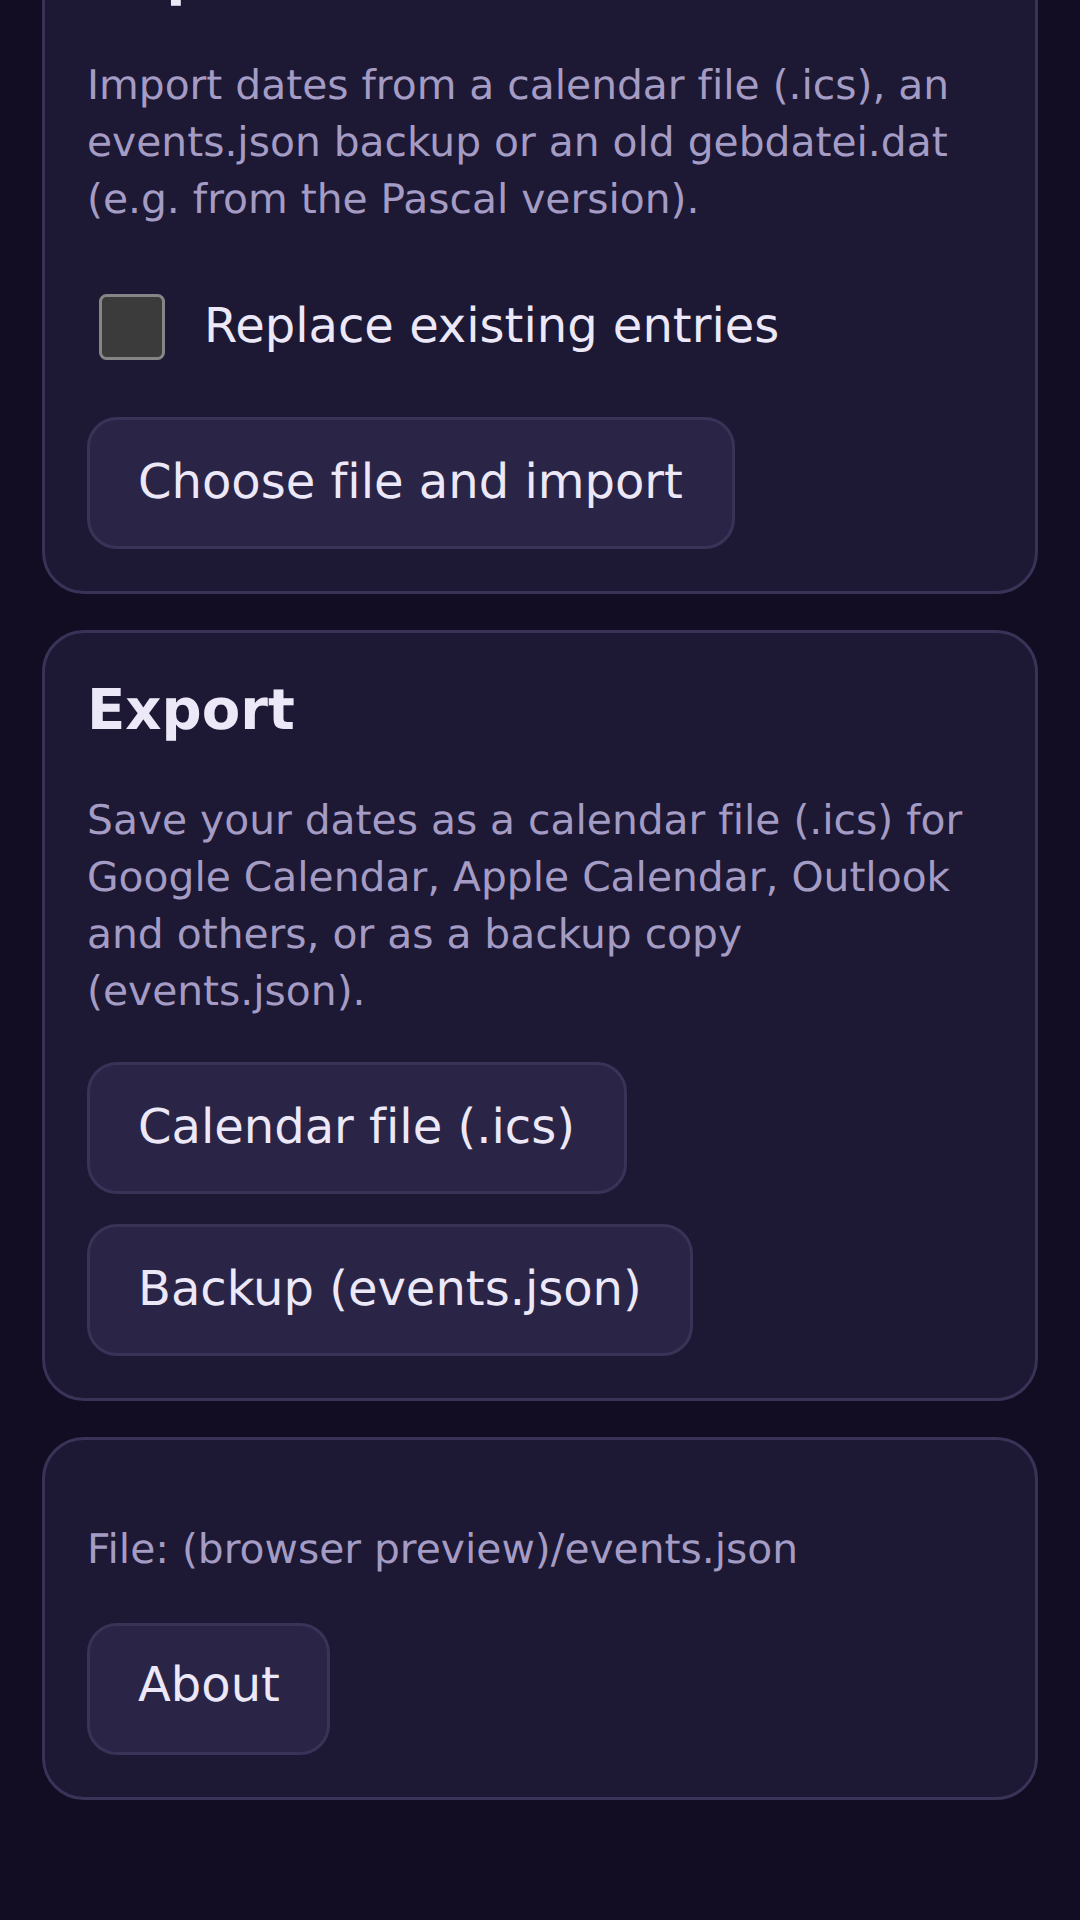 Import dates from a calendar file (.ics), an
events.json backup or an old gebdatei.dat
(e.g. from the Pascal version).
Replace existing entries
Choose file and import
Export
Save your dates as a calendar file (.ics) for
Google Calendar, Apple Calendar, Outlook
and others, or as a backup copy
(events.json).
Calendar file (.ics)
Backup (events.json)
File: (browser preview)/events.json
About